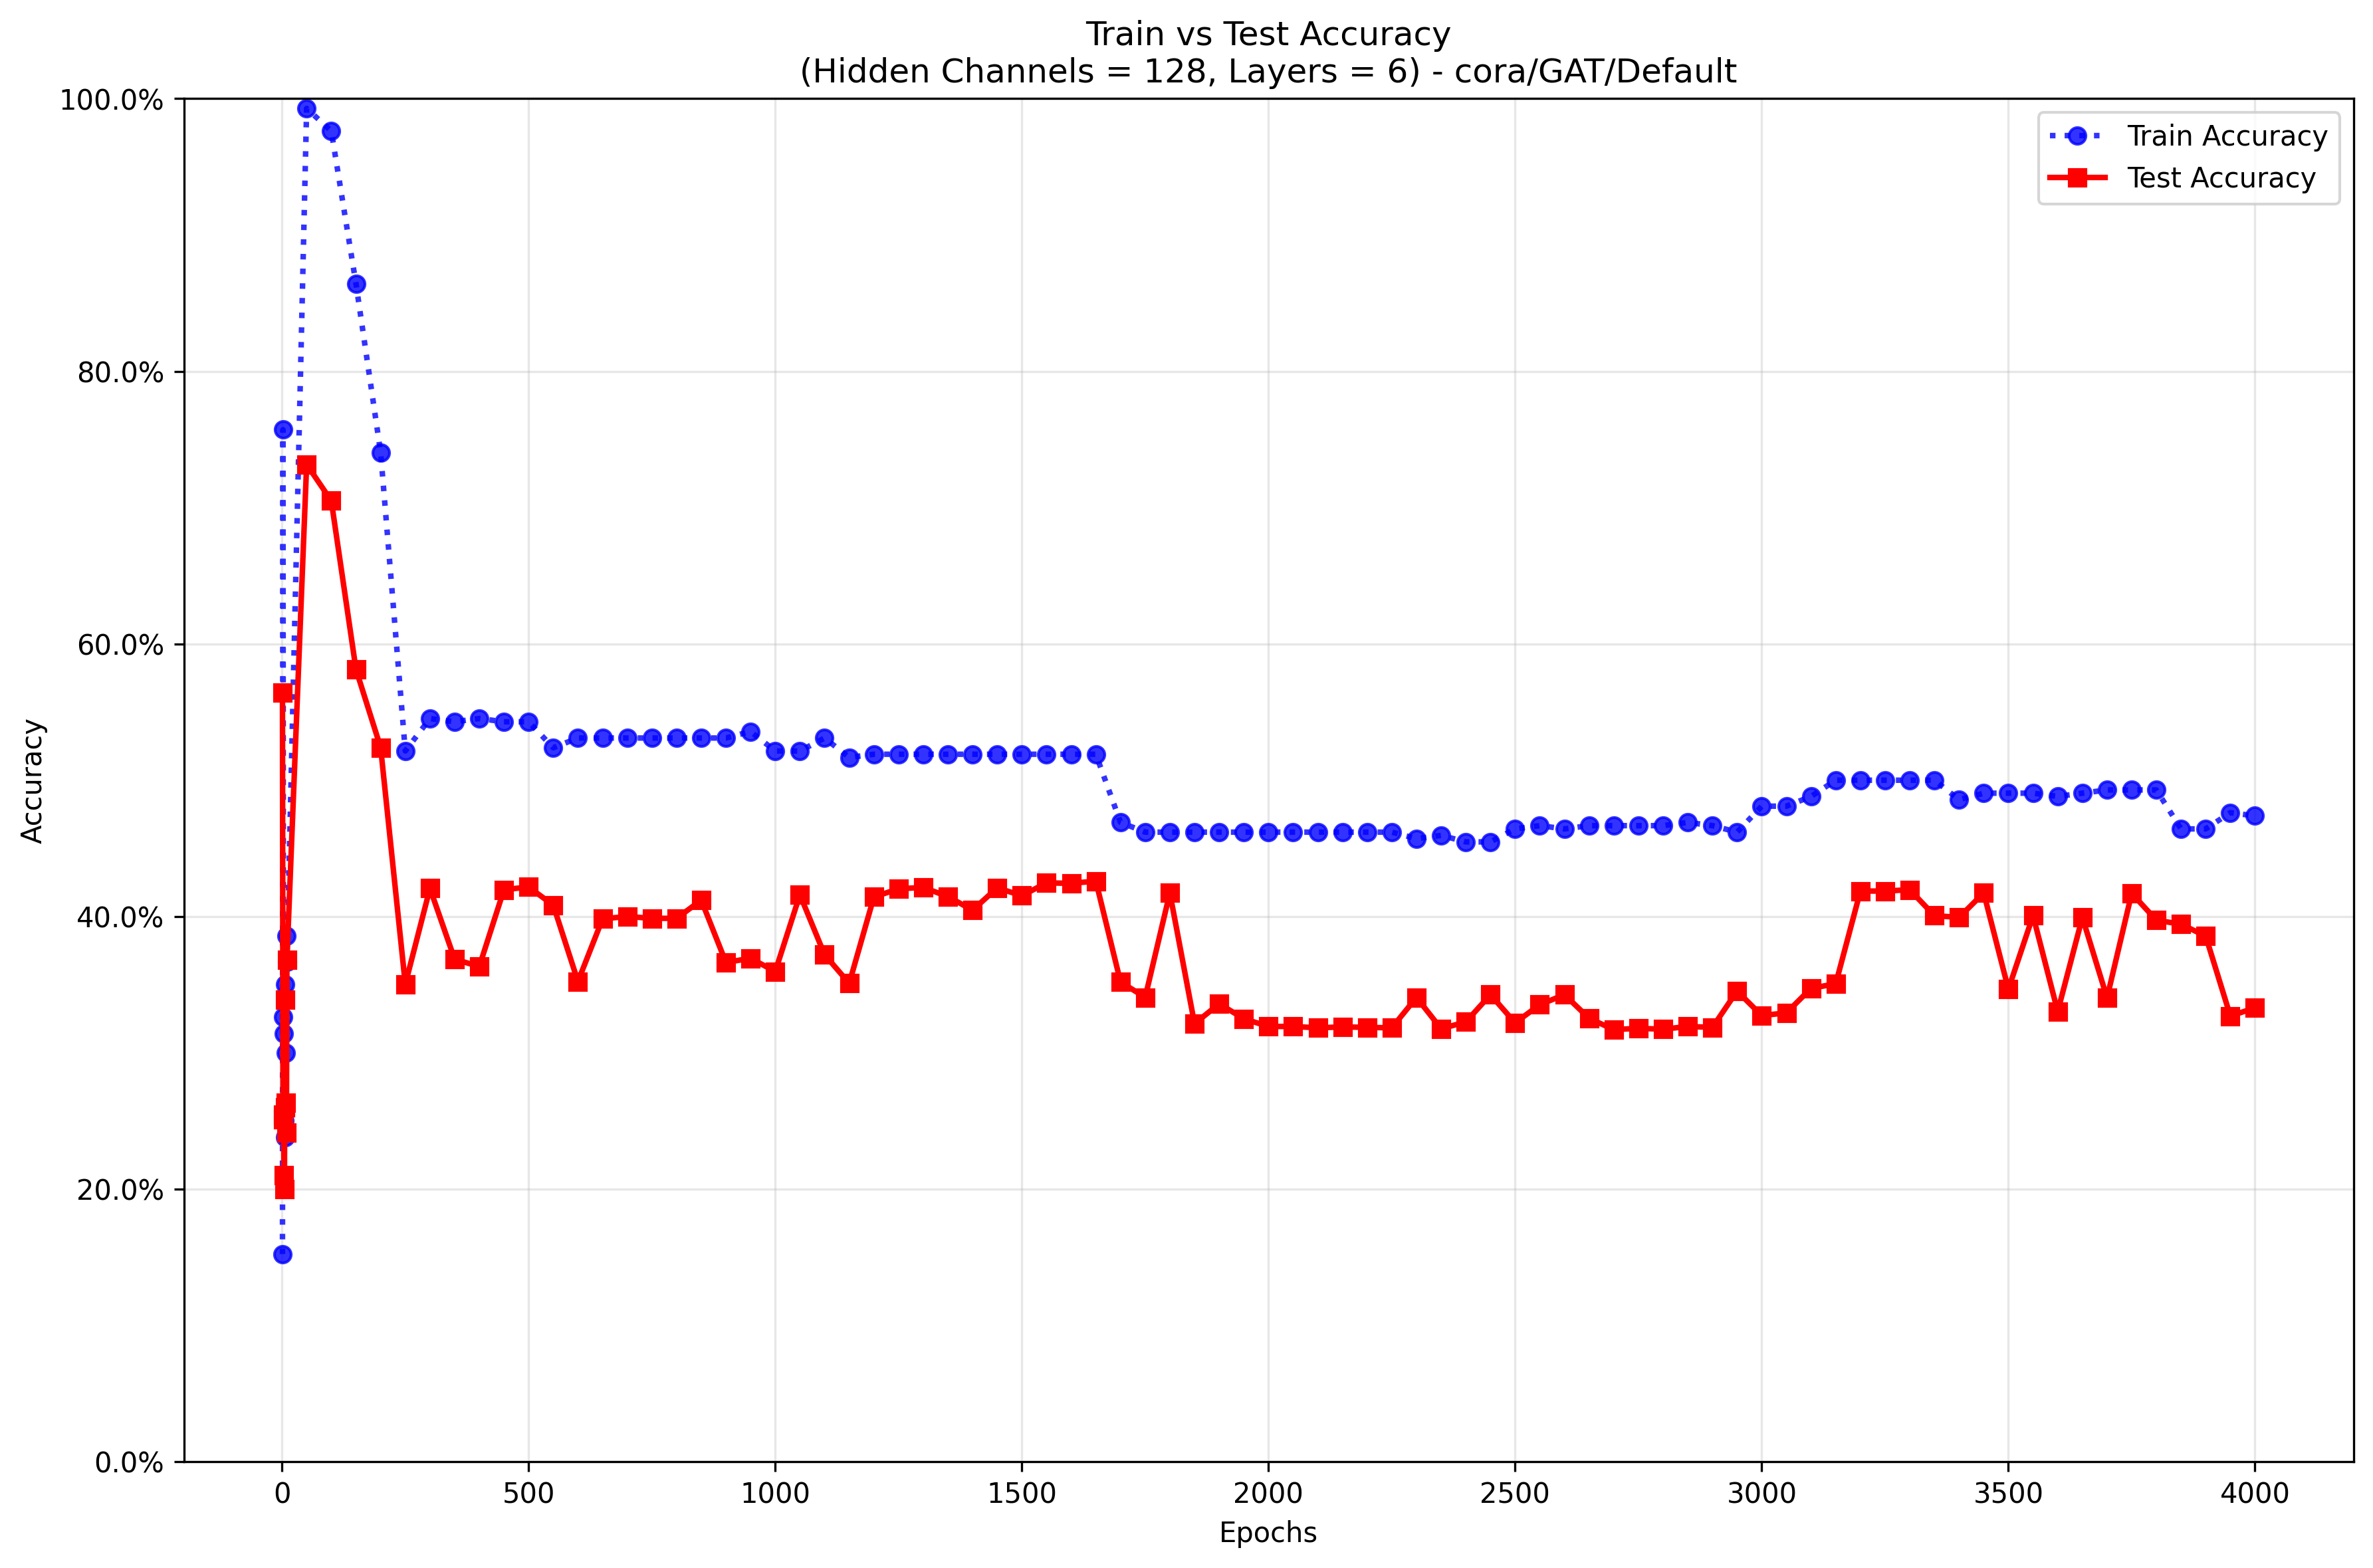 Train vs Test Accuracy
(Hidden Channels = 128, Layers = 6) - cora/GAT/Default
Train Accuracy
Test Accuracy
Accuracy
100.0%
80.0%
60.0%
40.0%
20.0%
0.0%
0 500 1000 1500 2000 2500 3000 3500 4000
Epochs